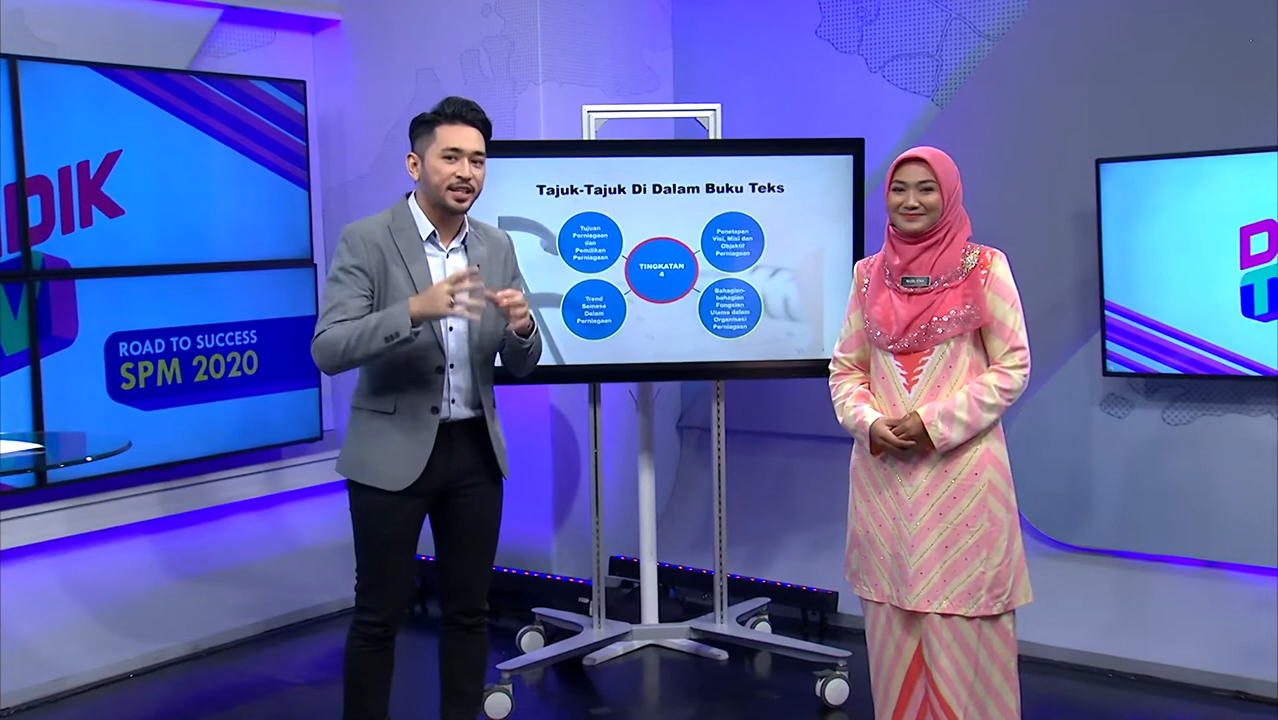 DIK
ROAD TO SUCCESS
SPM 2020
Tajuk-Tajuk Di Dalam Buku Teks
Tujuan
Perniagaan
dan
Pemilikan
Perniagaan
Penetapan
Visi, Misi dan
Objektif
Perniagaan
TINGKATAN
4
Trend
Semasa
Dalam
Perniagaan
Bahagian-
bahagian
Fungsian
Utama dalam
Organisasi
Perniagaan
D
T